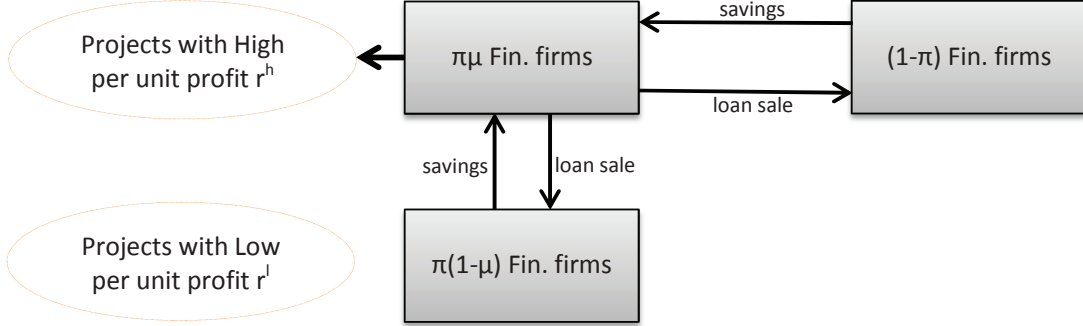 savings
Projects with High
per unit profit r^h
πμ Fin. firms
(1-π) Fin. firms
loan sale
savings
loan sale
Projects with Low
per unit profit r^l
π(1-μ) Fin. firms